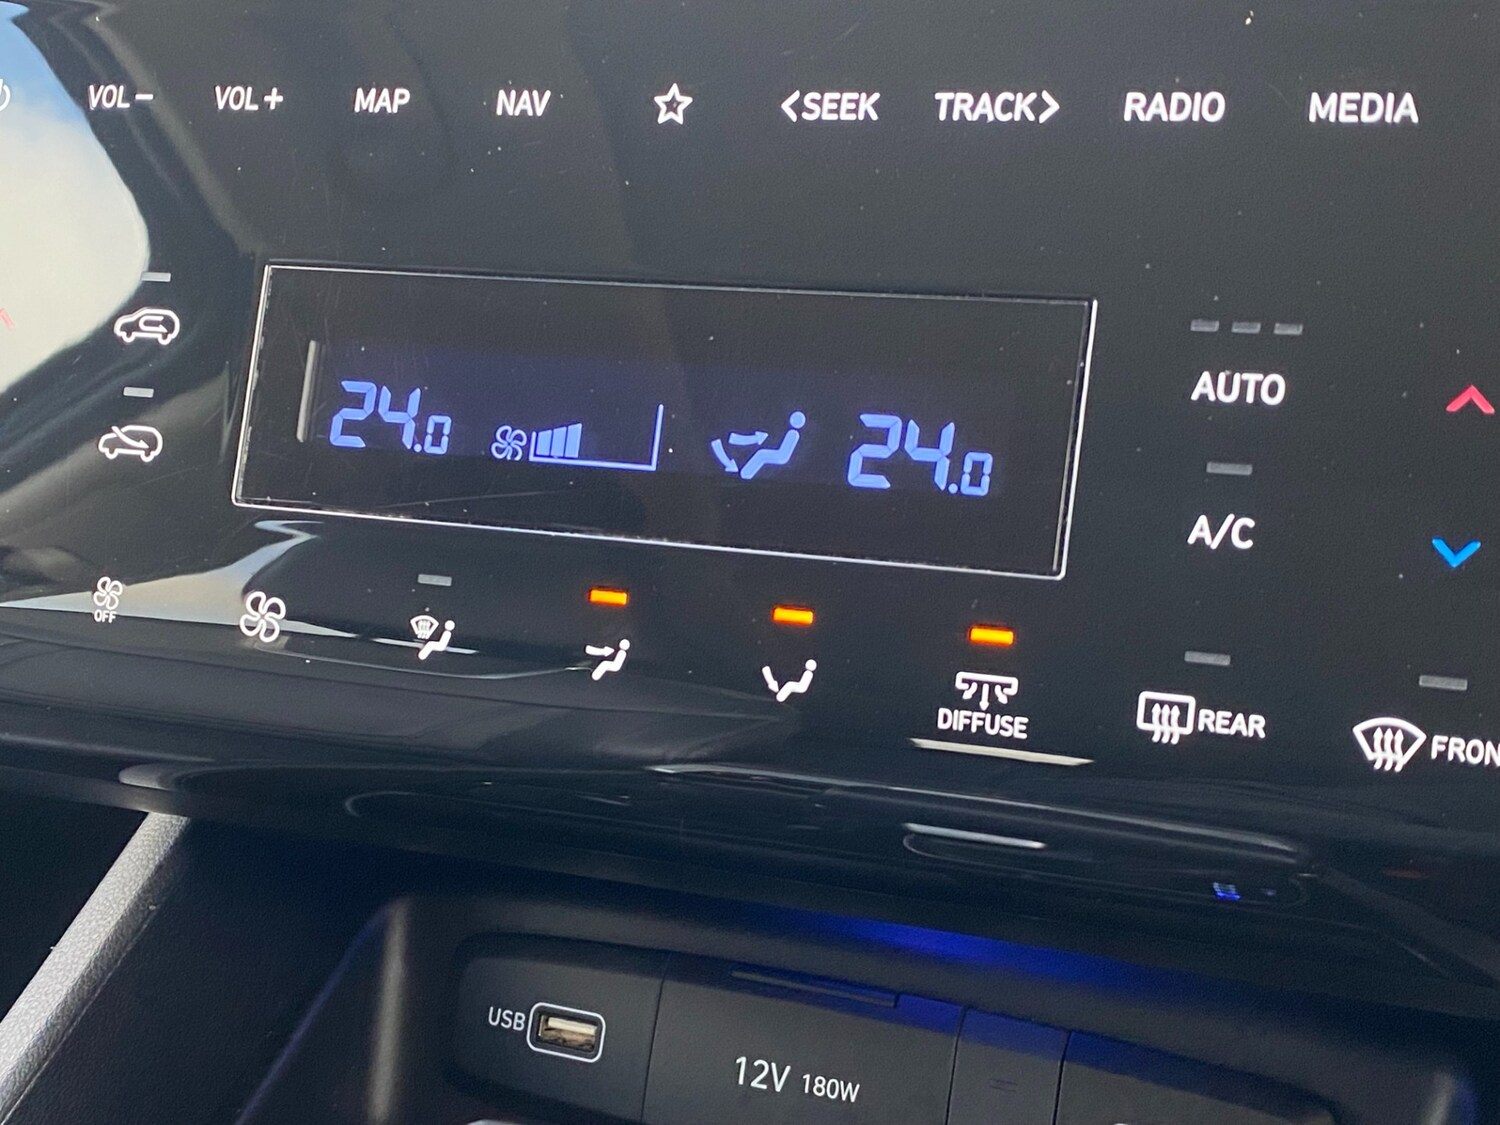 VOL− VOL+ MAP NAV <SEEK TRACK> RADIO MEDIA
24.0 24.0
AUTO
A/C
OFF
DIFFUSE
REAR
FRON
USB
12V 180W